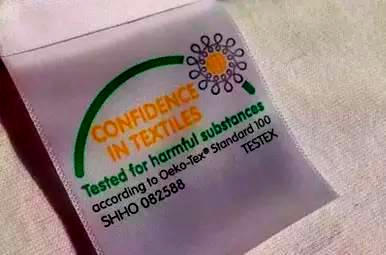 CONFIDENCE
IN TEXTILES
Tested for harmful substances
according to Oeko-Tex® Standard 100
SHHO 082588 TESTEX